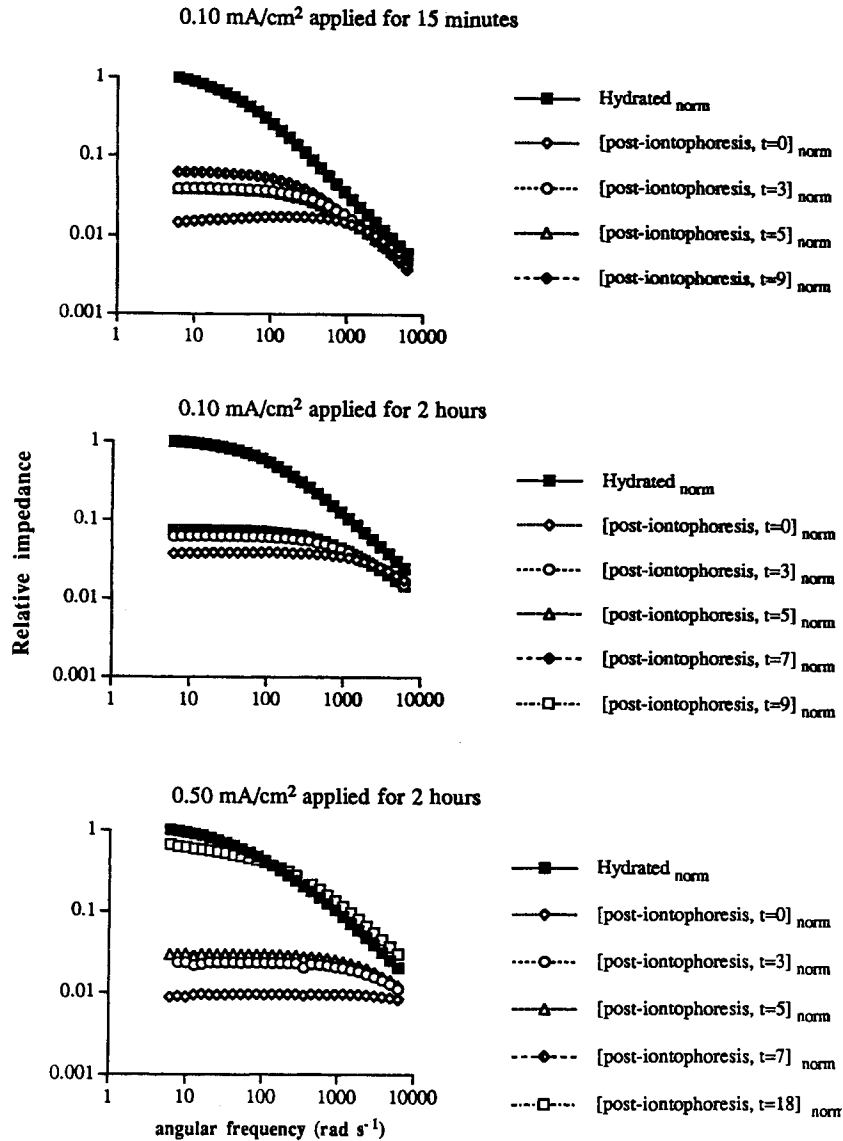 0.10 mA/cm² applied for 15 minutes
1
0.1
0.01
0.001
1
10
100
1000
10000
Hydrated norm
[post-iontophoresis, t=0] norm
[post-iontophoresis, t=3] norm
[post-iontophoresis, t=5] norm
[post-iontophoresis, t=9] norm
0.10 mA/cm² applied for 2 hours
Relative impedance
1
0.1
0.01
0.001
1
10
100
1000
10000
Hydrated norm
[post-iontophoresis, t=0] norm
[post-iontophoresis, t=3] norm
[post-iontophoresis, t=5] norm
[post-iontophoresis, t=7] norm
[post-iontophoresis, t=9] norm
0.50 mA/cm² applied for 2 hours
1
0.1
0.01
0.001
1
10
100
1000
10000
angular frequency (rad s⁻¹)
Hydrated norm
[post-iontophoresis, t=0] norm
[post-iontophoresis, t=3] norm
[post-iontophoresis, t=5] norm
[post-iontophoresis, t=7] norm
[post-iontophoresis, t=18] norm